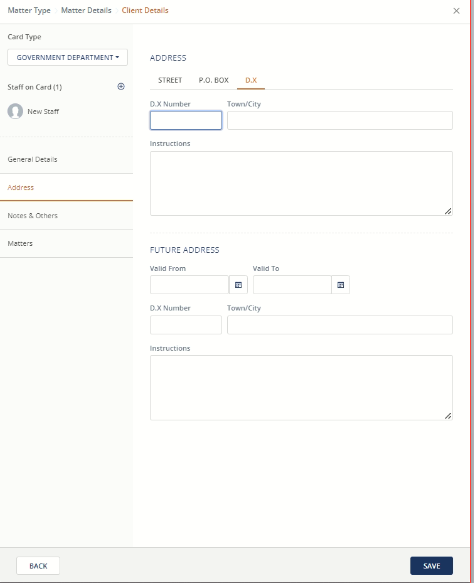 Matter Type Matter Details Client Details
Card Type
GOVERNMENT DEPARTMENT
Staff on Card (1)
New Staff
General Details
Address
Notes & Others
Matters
ADDRESS
STREET P.O. BOX D.X
D.X Number Town/City
Instructions
FUTURE ADDRESS
Valid From Valid To
D.X Number Town/City
Instructions
BACK SAVE